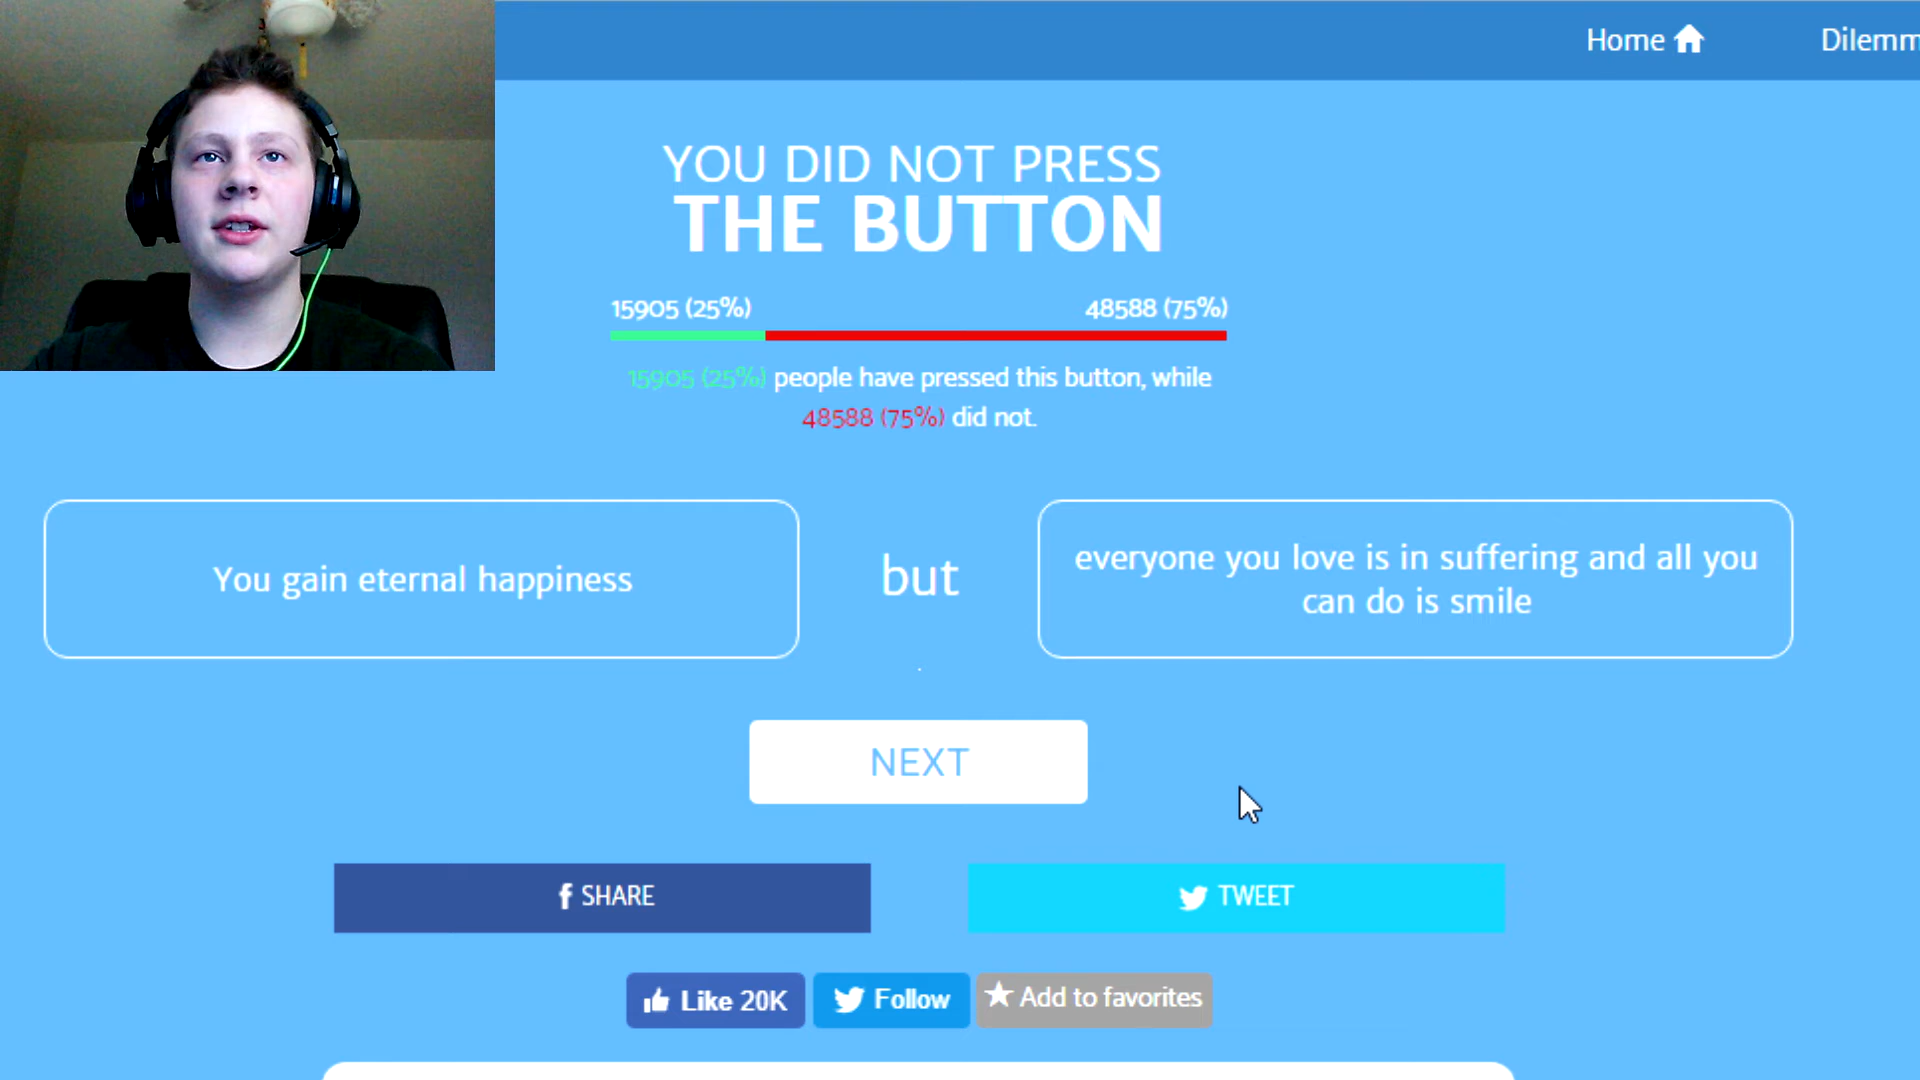 Home
Dilemm
YOU DID NOT PRESS
THE BUTTON
15905 (25%)
48588 (75%)
15905 (25%) people have pressed this button, while
48588 (75%) did not.
You gain eternal happiness
but
everyone you love is in suffering and all you
can do is smile
NEXT
SHARE
TWEET
Like 20K
Follow
Add to favorites